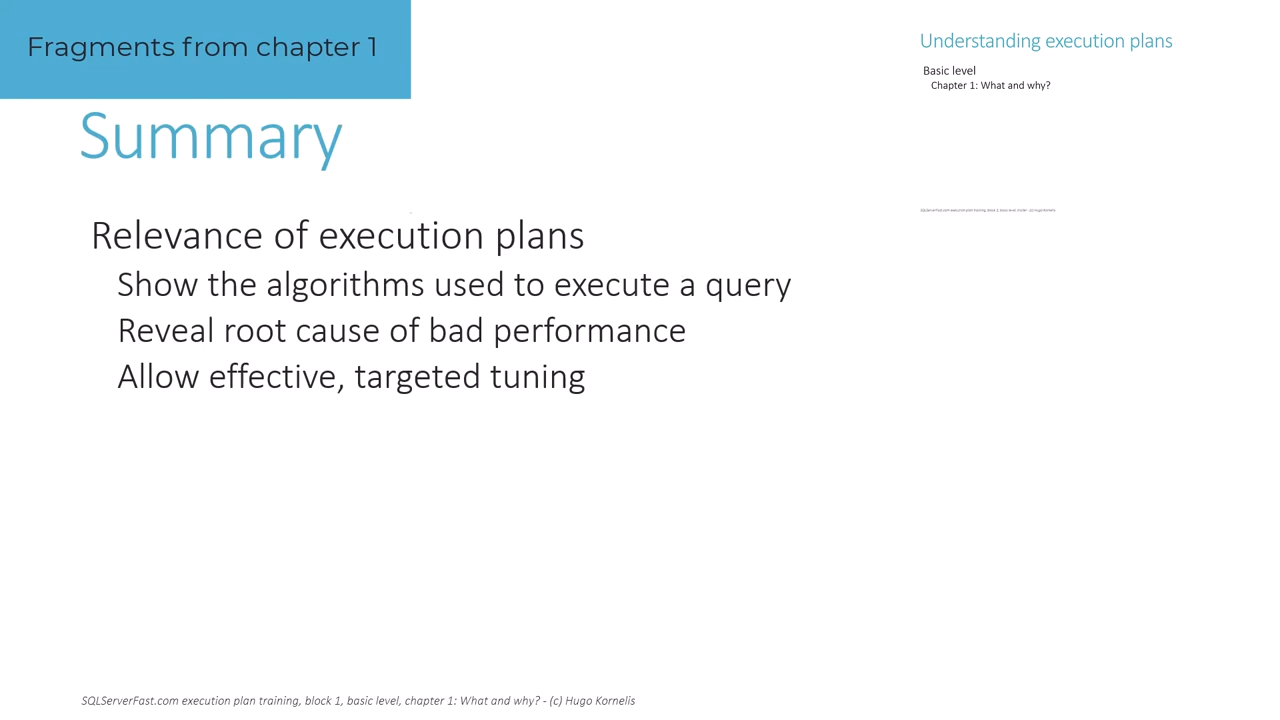 Fragments from chapter 1
Understanding execution plans
Basic level
Chapter 1: What and why?
Summary
Relevance of execution plans
Show the algorithms used to execute a query
Reveal root cause of bad performance
Allow effective, targeted tuning
SQLServerFast.com execution plan training, block 1, basic level, chapter 1: What and why? - (c) Hugo Kornelis